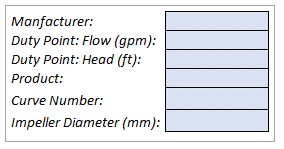 Manfacturer:
Duty Point: Flow (gpm):
Duty Point: Head (ft):
Product:
Curve Number:
Impeller Diameter (mm):